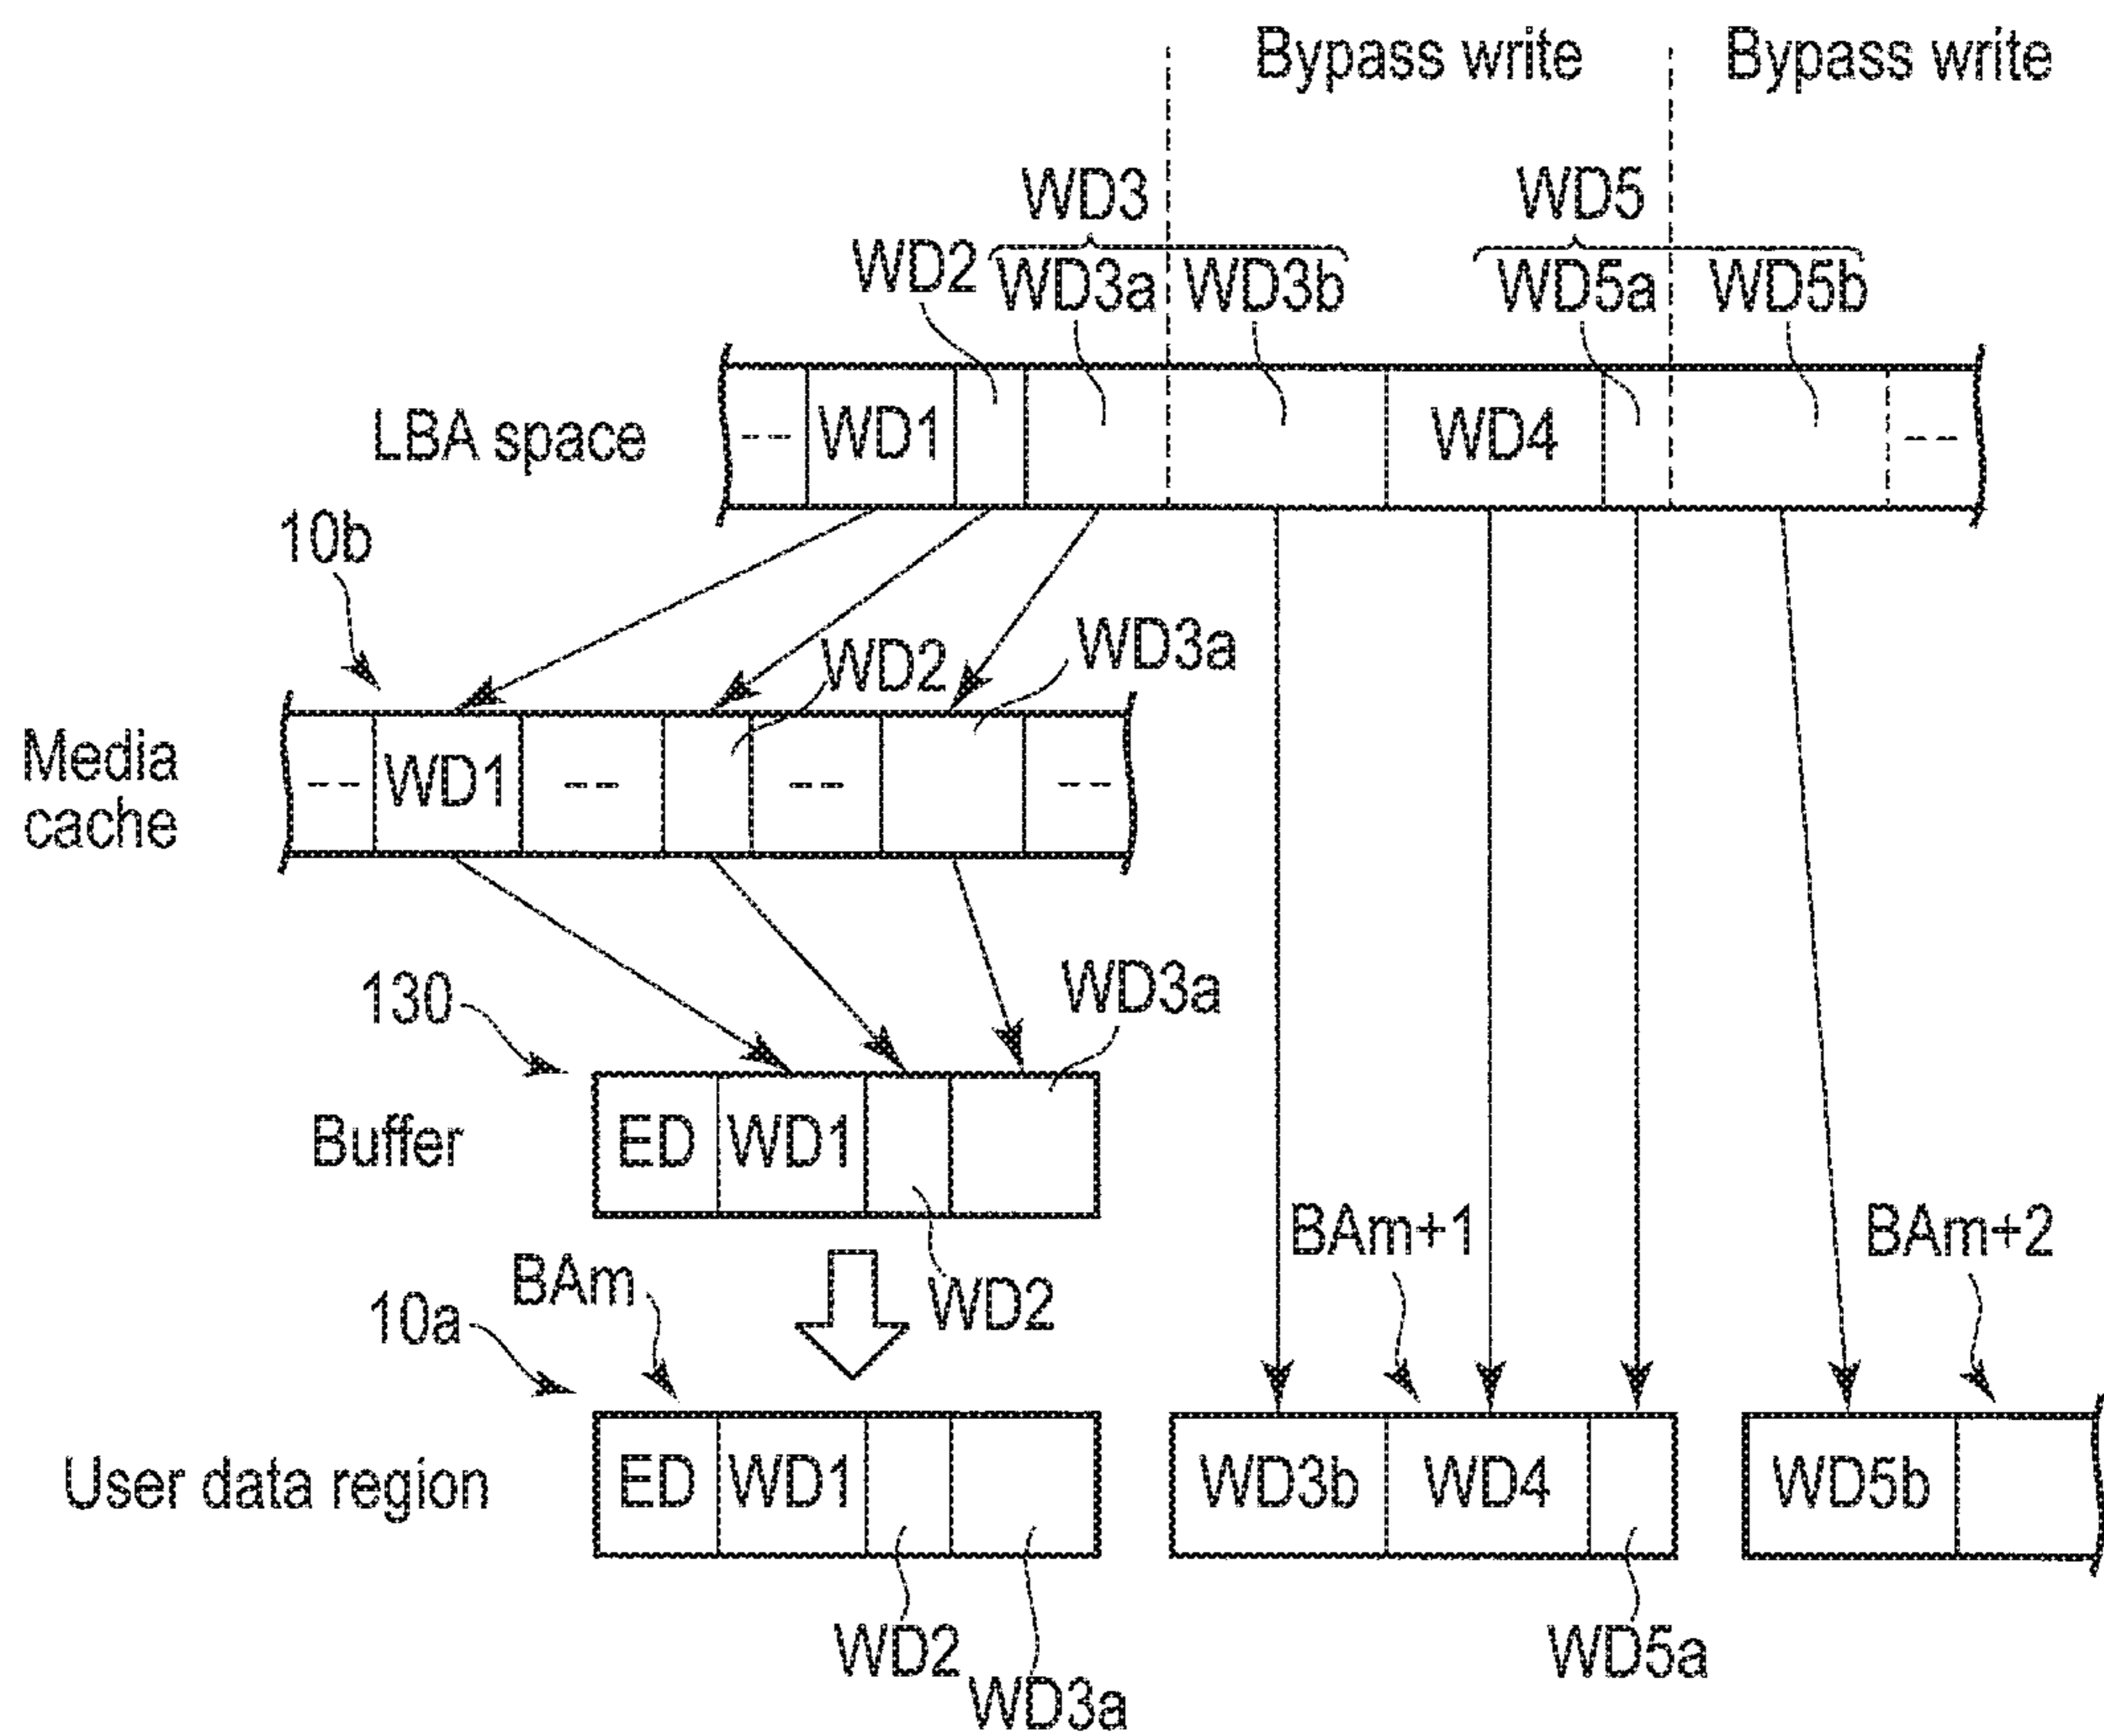 Bypass write Bypass write
WD3 WD5
WD2 WD3a WD3b WD5a WD5b
LBA space -- WD1 WD4 --
10b
WD2 WD3a
Media
cache
-- WD1 -- -- --
130 WD3a
Buffer ED WD1
WD2
BAm+1 BAm+2
10a BAm
User data region ED WD1 WD3b WD4 WD5b
WD2 WD5a
WD3a